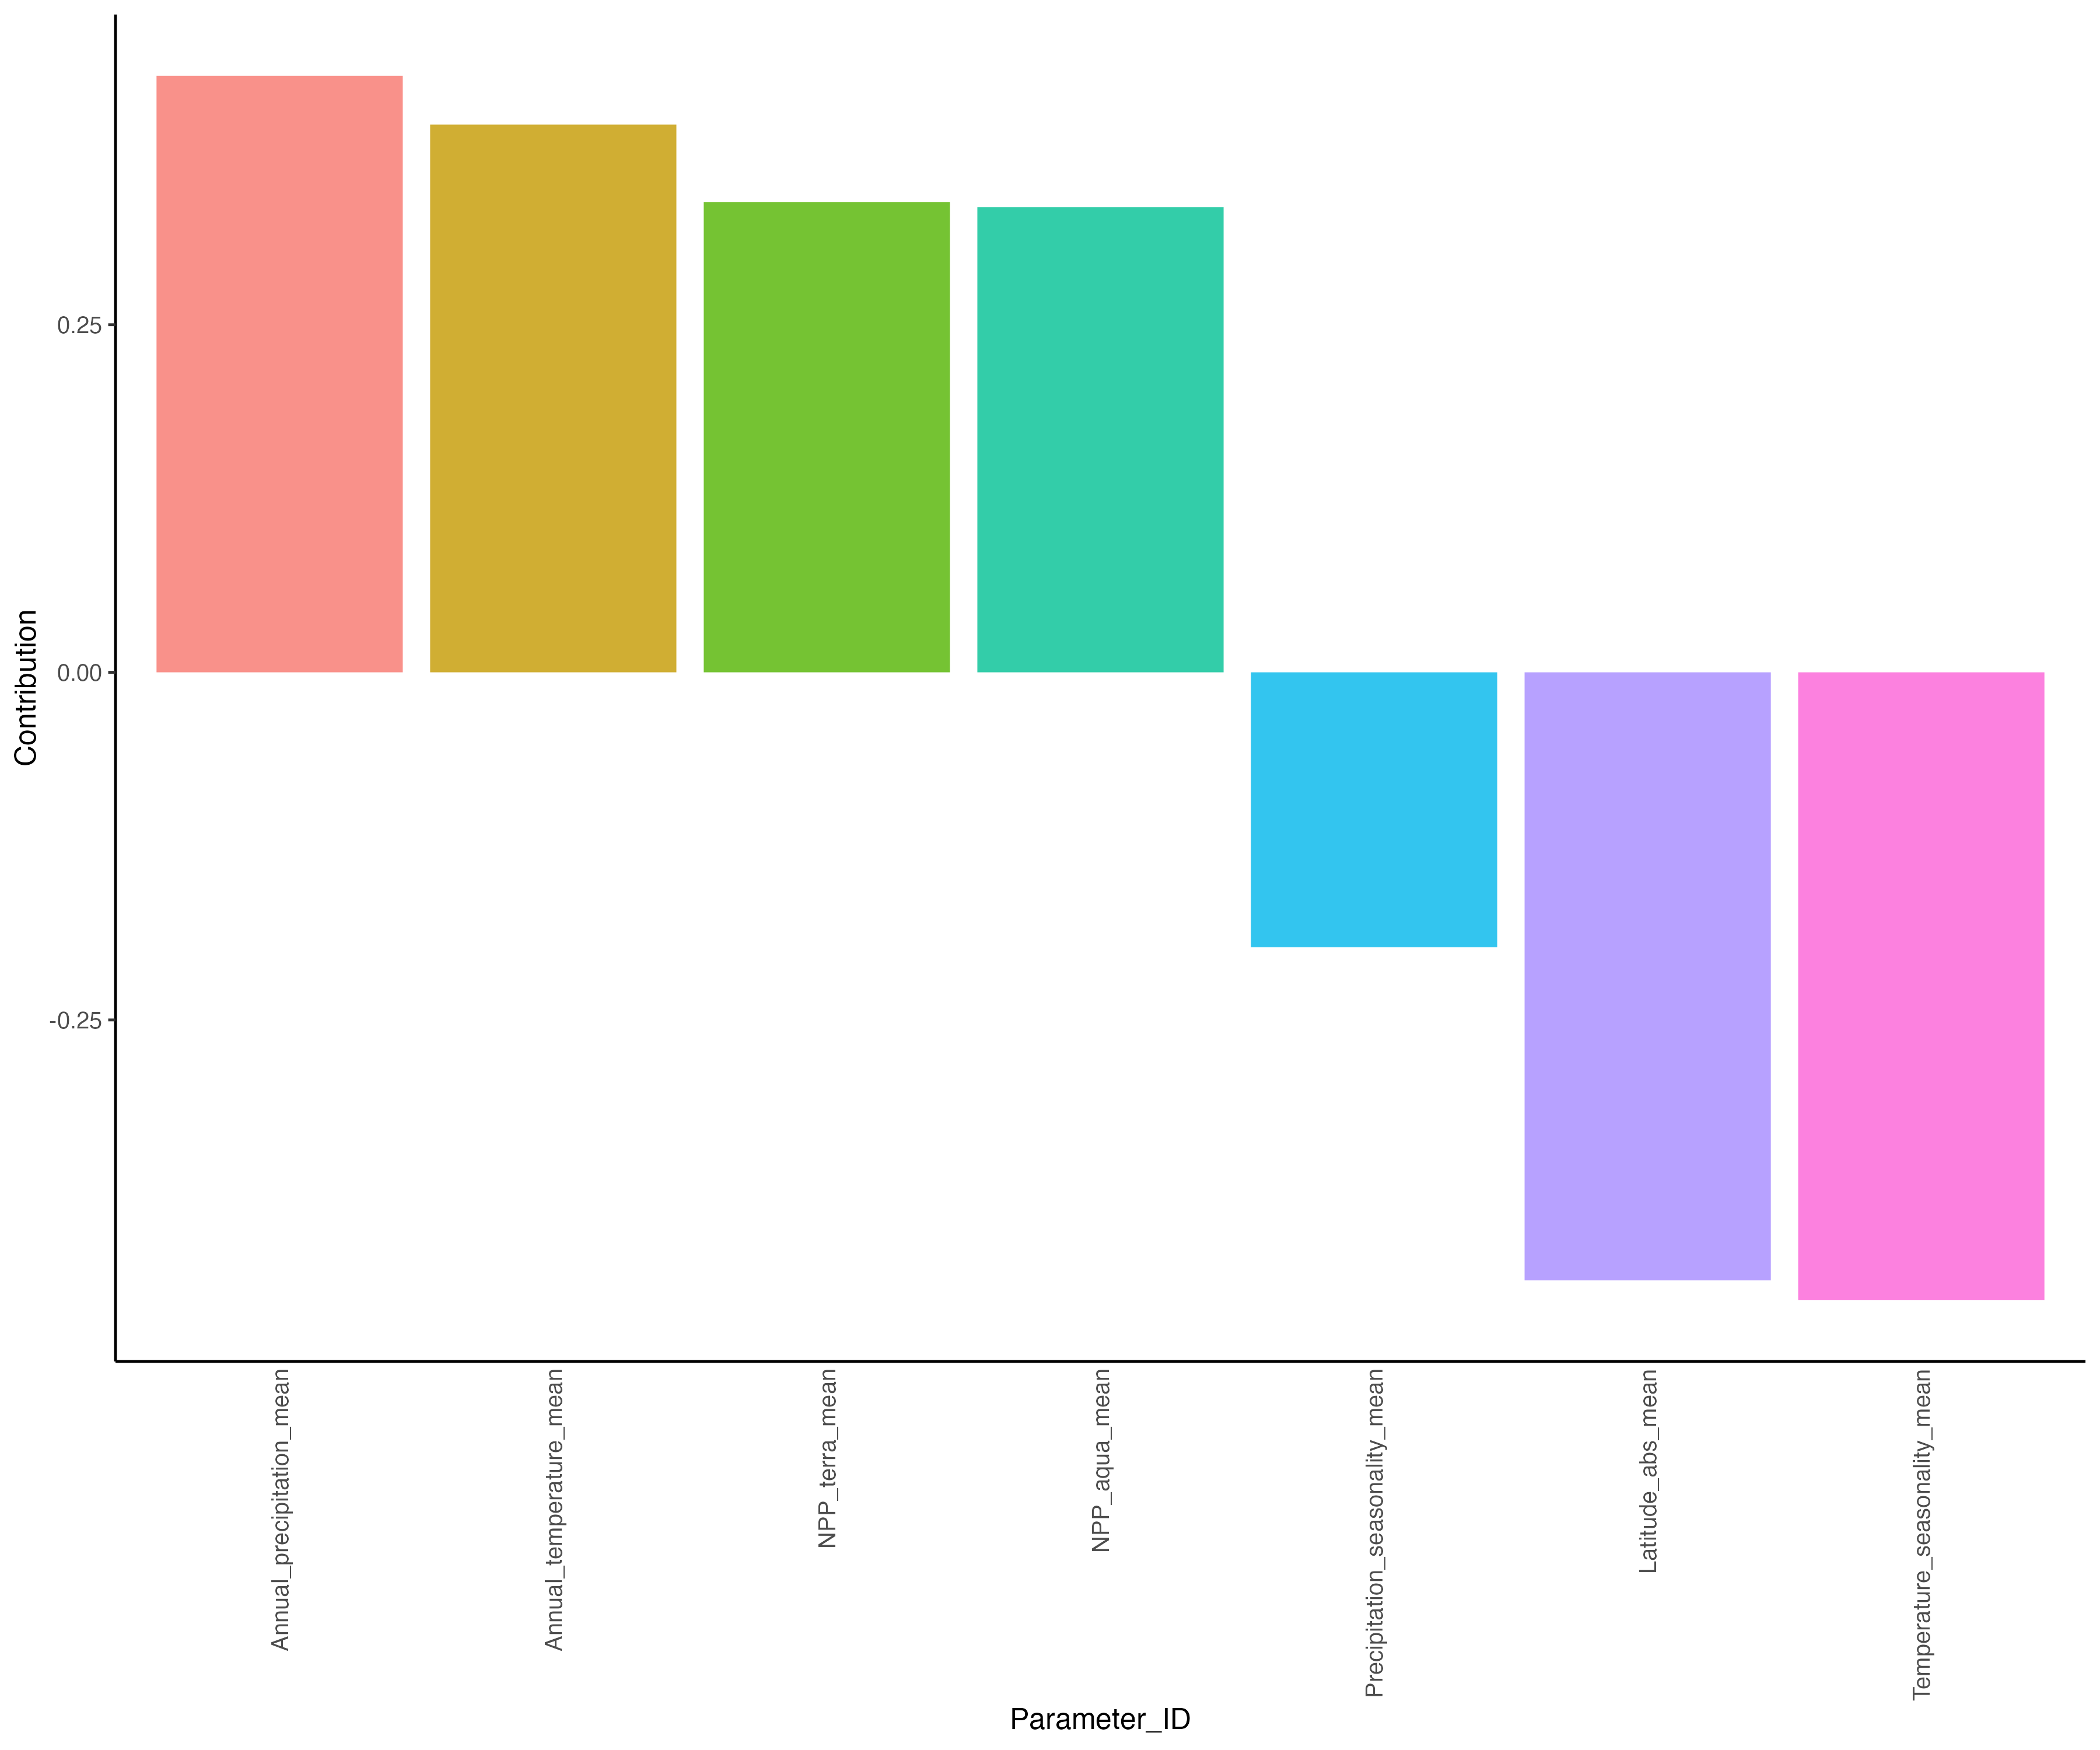 Contribution
0.25
0.00
-0.25
Annual_precipitation_mean
Annual_temperature_mean
NPP_terra_mean
NPP_aqua_mean
Precipitation_seasonality_mean
Latitude_abs_mean
Temperature_seasonality_mean
Parameter_ID